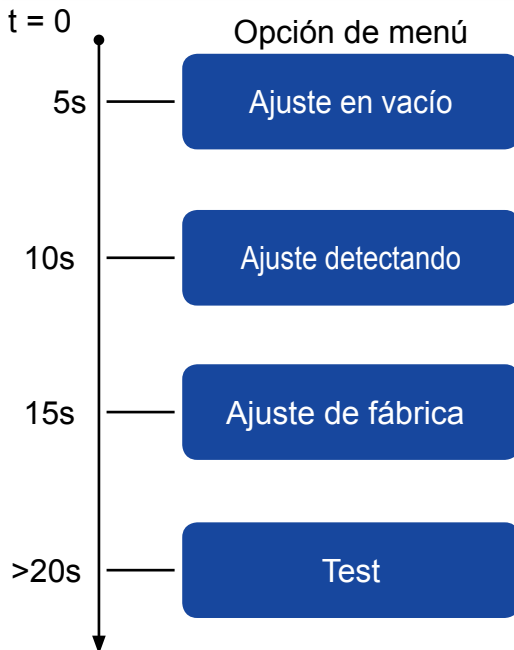 t = 0
Opción de menú
5s
Ajuste en vacío
10s
Ajuste detectando
15s
Ajuste de fábrica
>20s
Test